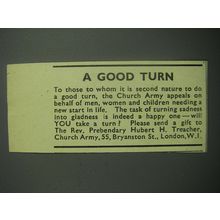 A GOOD TURN
To those to whom it is second nature to do
a good turn, the Church Army appeals on
behalf of men, women and children needing a
new start in life. The task of turning sadness
into gladness is indeed a happy one — will
YOU take a turn? Please send a gift to
The Rev. Prebendary Hubert H. Treacher,
Church Army, 55, Bryanston St., London, W.1.